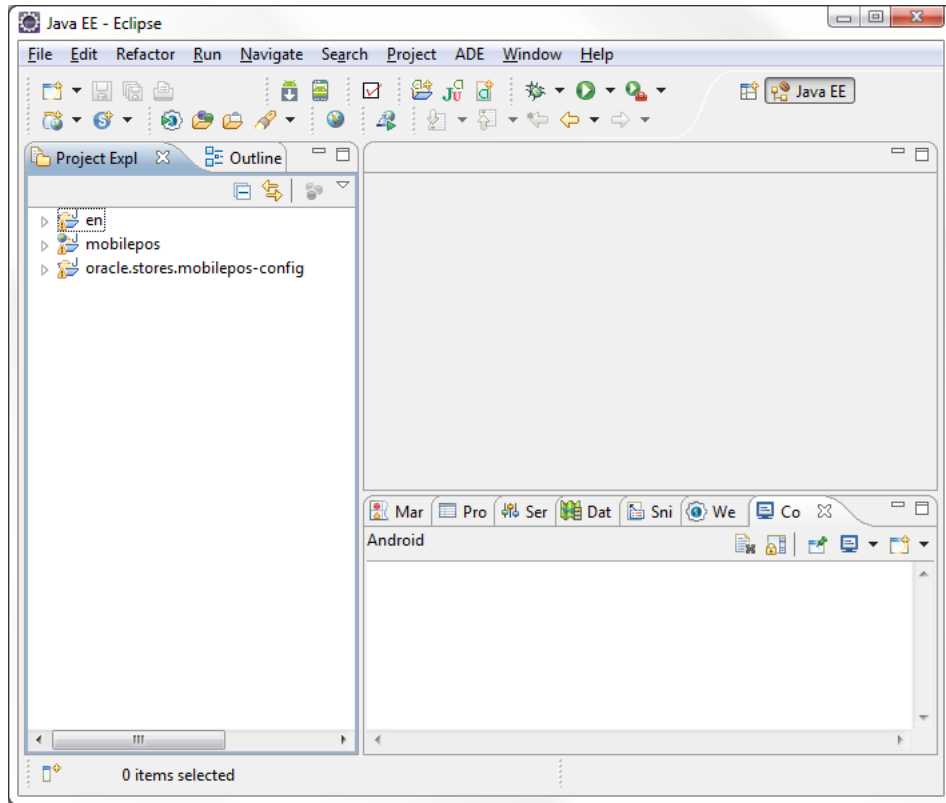 Java EE - Eclipse
File Edit Refactor Run Navigate Search Project ADE Window Help
Java EE
Project Expl Outline
en
mobilepos
oracle.stores.mobilepos-config
Mar Pro Ser Dat Sni We Co
Android
0 items selected